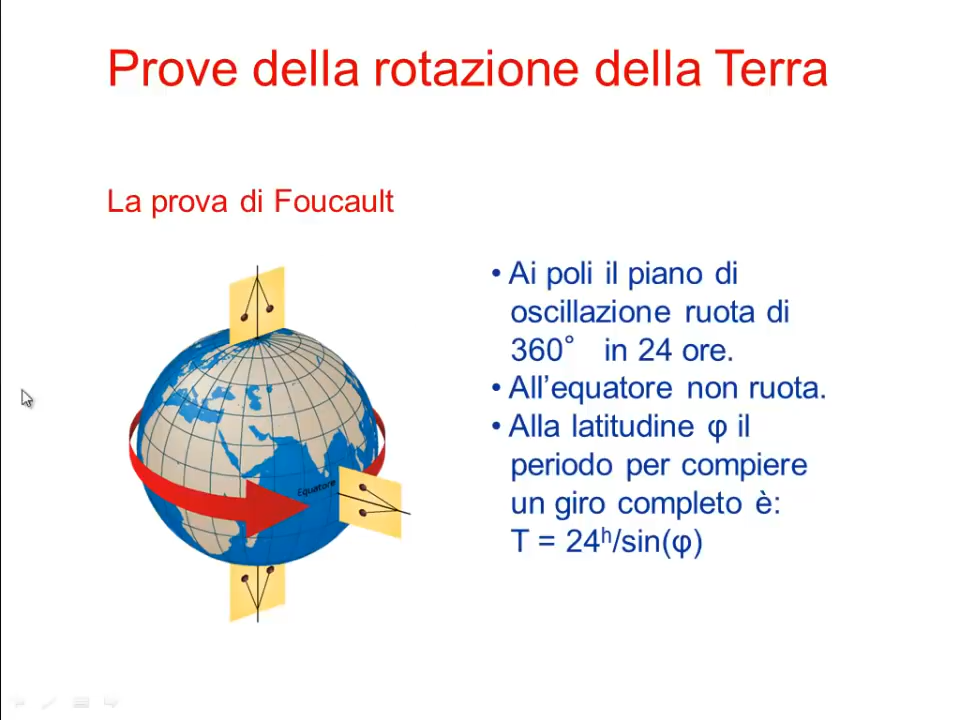 Prove della rotazione della Terra
La prova di Foucault
• Ai poli il piano di
oscillazione ruota di
360° in 24 ore.
• All’equatore non ruota.
• Alla latitudine φ il
periodo per compiere
un giro completo è:
T = 24ʰ/sin(φ)
Equatore